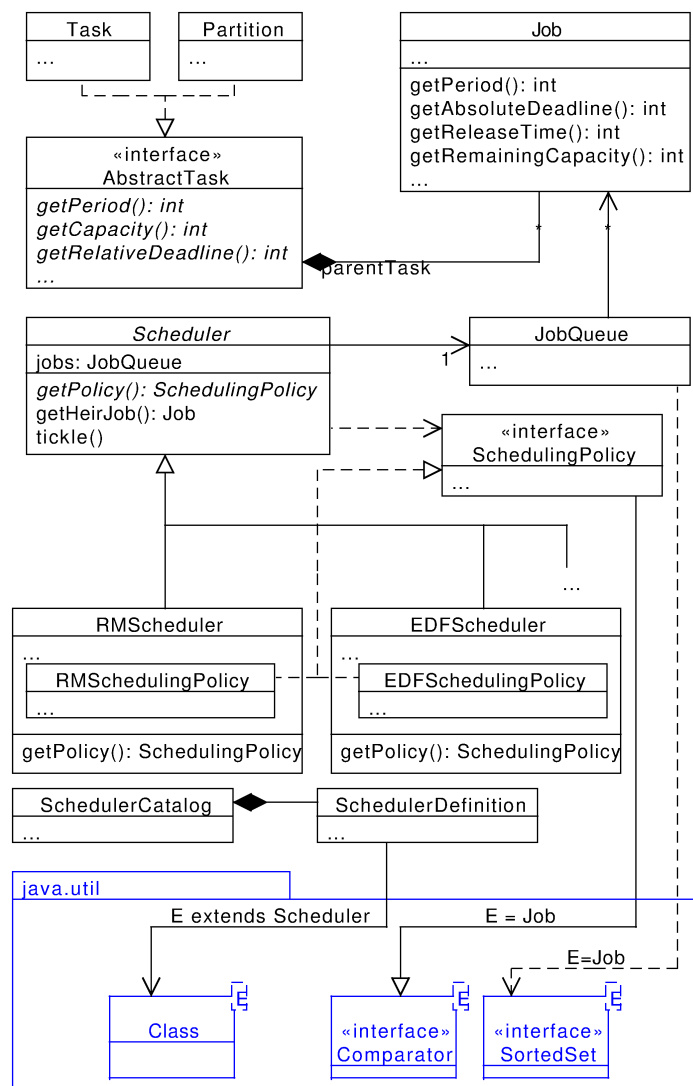 Task
...
Partition
...
Job
...
getPeriod(): int
getAbsoluteDeadline(): int
getReleaseTime(): int
getRemainingCapacity(): int
...
«interface»
AbstractTask
getPeriod(): int
getCapacity(): int
getRelativeDeadline(): int
...
*
*
parentTask
Scheduler
jobs: JobQueue
getPolicy(): SchedulingPolicy
getHeirJob(): Job
tickle()
1
JobQueue
...
«interface»
SchedulingPolicy
...
...
RMScheduler
...
RMSchedulingPolicy
...
getPolicy(): SchedulingPolicy
EDFScheduler
...
EDFSchedulingPolicy
...
getPolicy(): SchedulingPolicy
SchedulerCatalog
...
SchedulerDefinition
...
java.util
E extends Scheduler
E = Job
E=Job
E
Class
E
«interface»
Comparator
E
«interface»
SortedSet